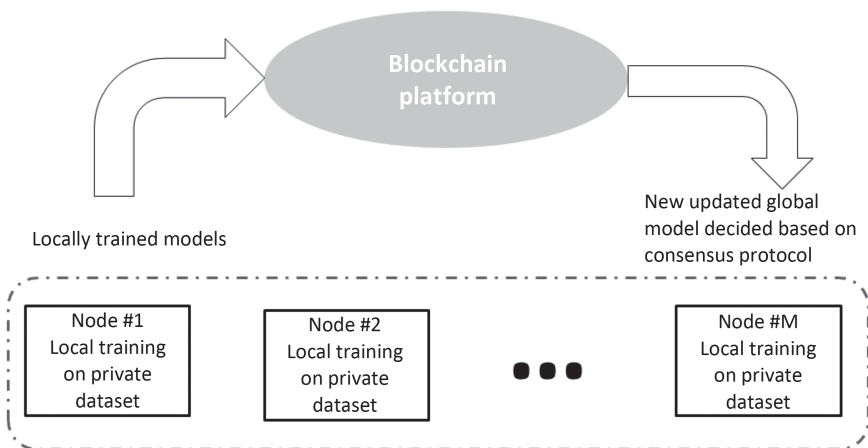 Blockchain
platform
Locally trained models
New updated global
model decided based on
consensus protocol
Node #1
Local training
on private
dataset
Node #2
Local training
on private
dataset
Node #M
Local training
on private
dataset